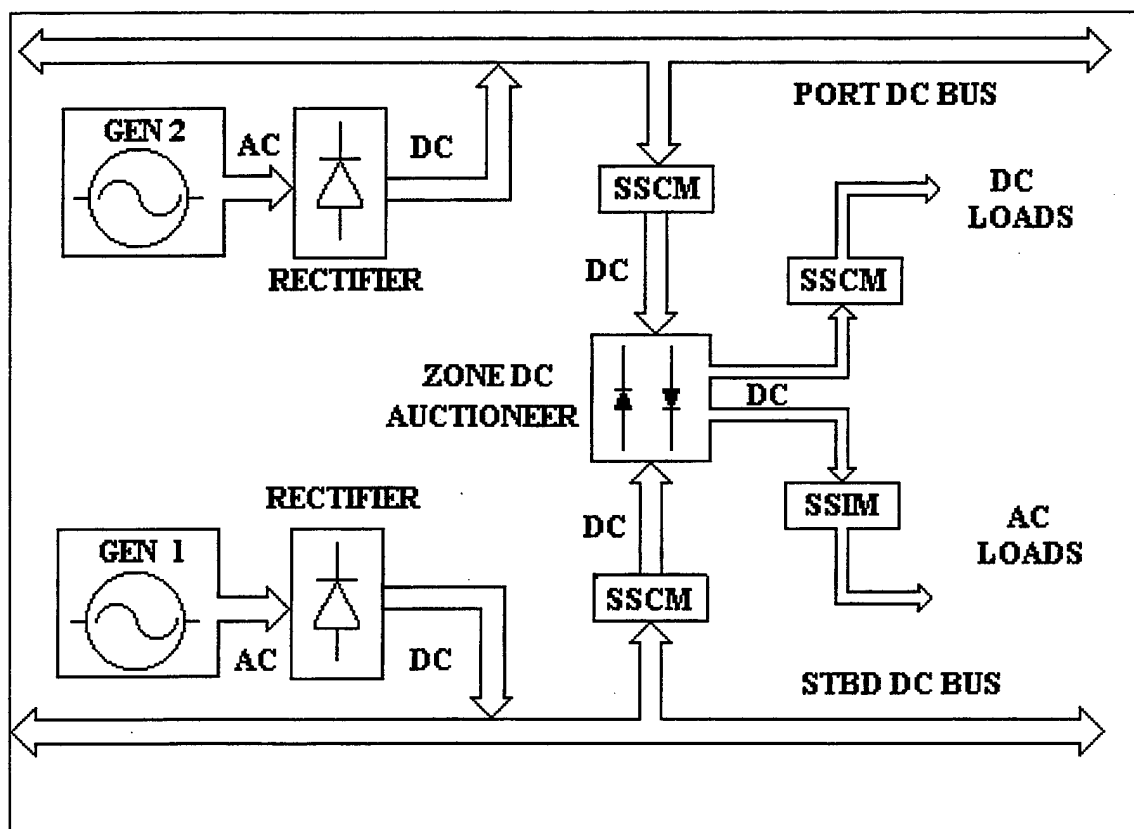 PORT DC BUS
GEN 2
AC
DC
RECTIFIER
SSCM
DC
DC
LOADS
SSCM
ZONE DC
AUCTIONEER
DC
RECTIFIER
SSIM
DC
AC
LOADS
GEN 1
AC
DC
SSCM
STBD DC BUS